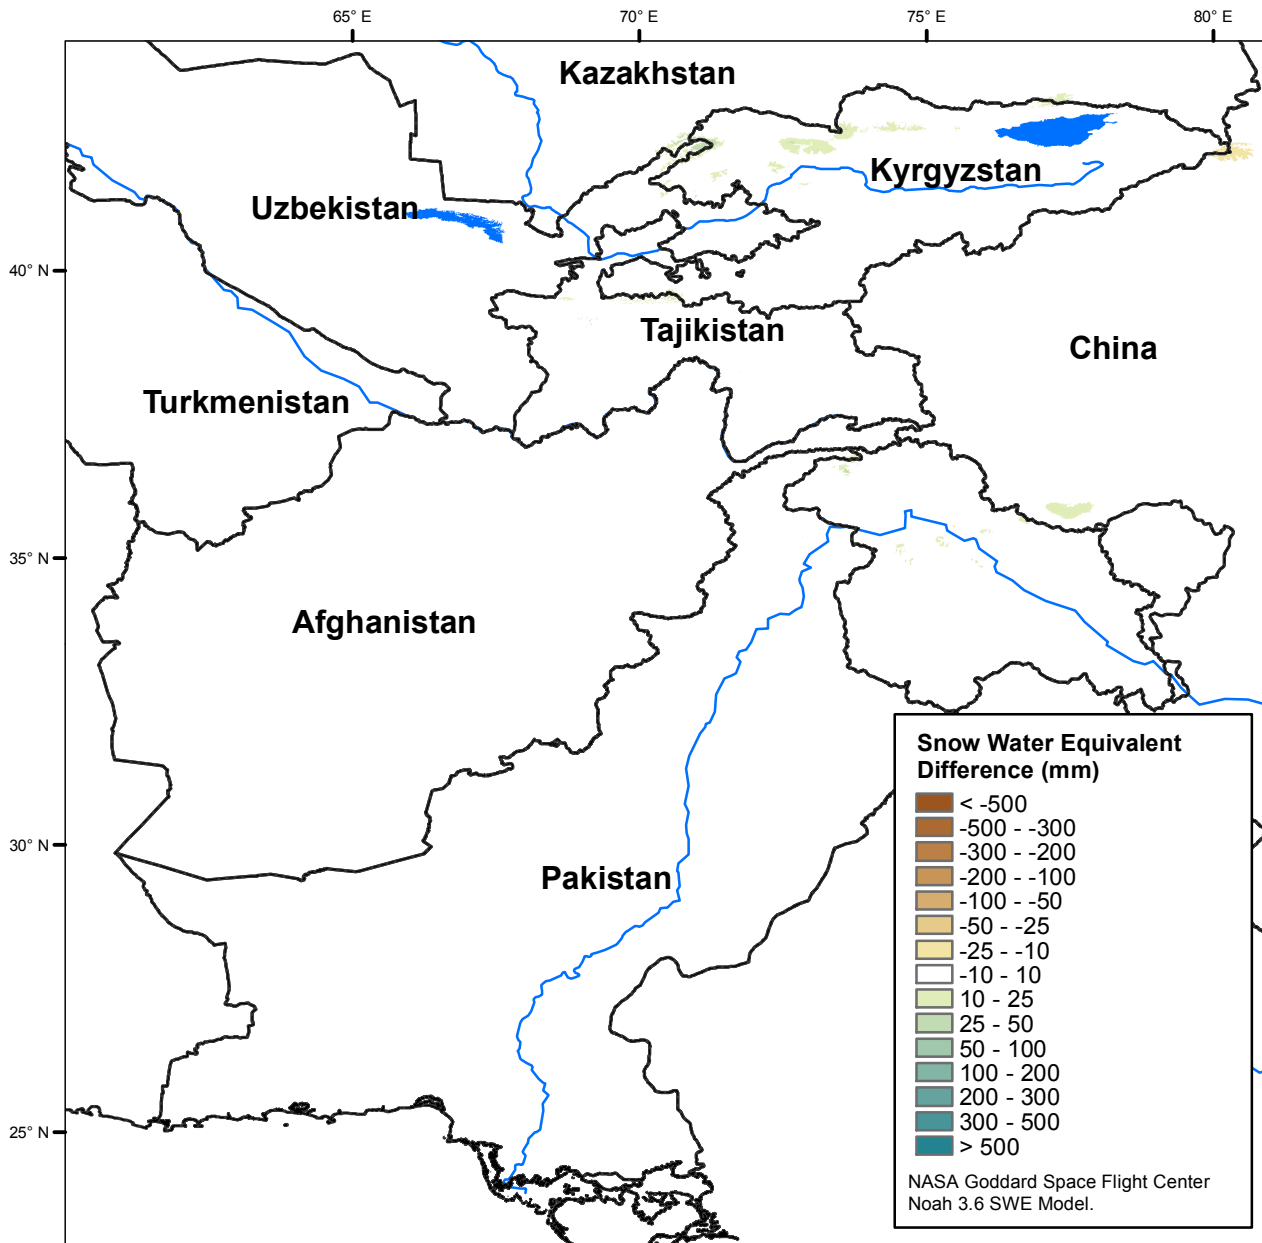 65° E
70° E
75° E
80° E
Kazakhstan
Kyrgyzstan
Uzbekistan
40° N
Tajikistan
China
Turkmenistan
35° N
Afghanistan
30° N
Pakistan
25° N
Snow Water Equivalent
Difference (mm)
< -500
-500 - -300
-300 - -200
-200 - -100
-100 - -50
-50 - -25
-25 - -10
-10 - 10
10 - 25
25 - 50
50 - 100
100 - 200
200 - 300
300 - 500
> 500
NASA Goddard Space Flight Center
Noah 3.6 SWE Model.